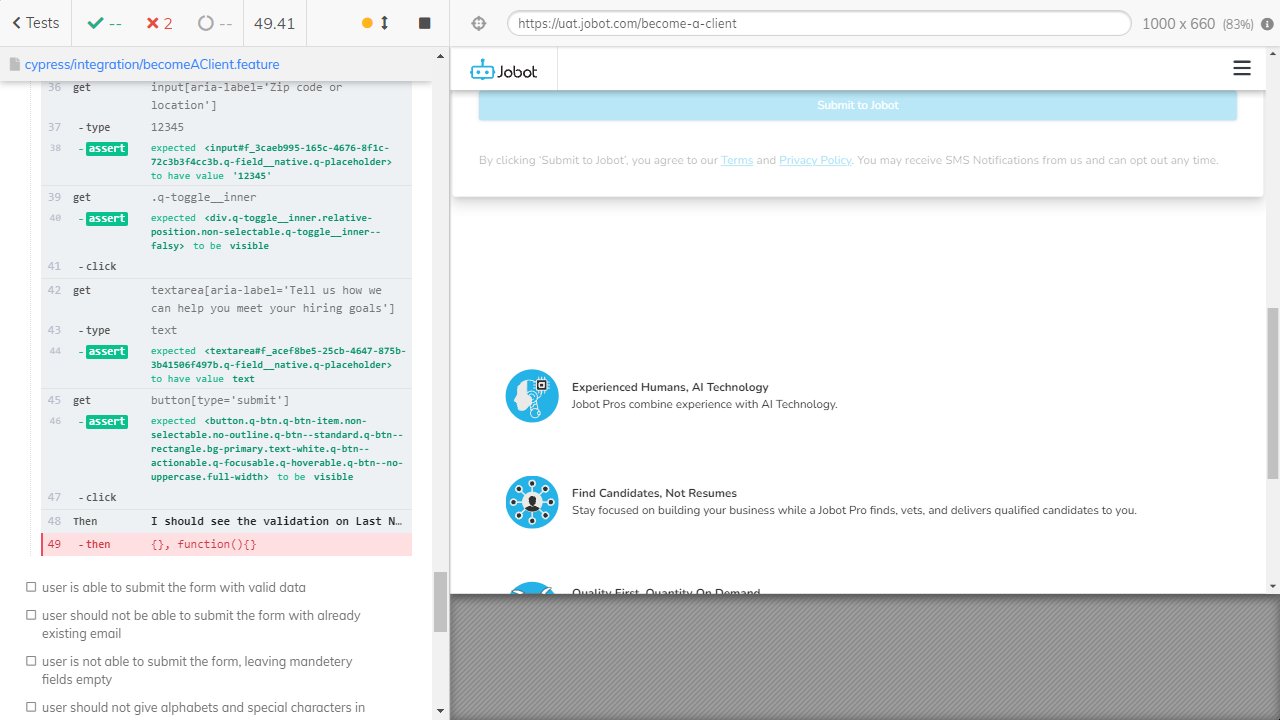 Tests
--
2
--
49.41
https://uat.jobot.com/become-a-client
1000 x 660 (83%)
cypress/integration/becomeAClient.feature
36 get input[aria-label='Zip code or
location']
37 - type 12345
38 - assert expected <input#f_3caeb995-165c-4676-8f1c-
72c3b3f4cc3b.q-field__native.q-placeholder>
to have value '12345'
39 get .q-toggle__inner
40 - assert expected <div.q-toggle__inner.relative-
position.non-selectable.q-toggle__inner--
falsy> to be visible
41 - click
42 get textarea[aria-label='Tell us how we
can help you meet your hiring goals']
43 - type text
44 - assert expected <textarea#f_acef8be5-25cb-4647-875b-
3b41506f497b.q-field__native.q-placeholder>
to have value text
45 get button[type='submit']
46 - assert expected <button.q-btn.q-btn-item.non-
selectable.no-outline.q-btn--standard.q-btn--
rectangle.bg-primary.text-white.q-btn--
actionable.q-focusable.q-hoverable.q-btn--no-
uppercase.full-width> to be visible
47 - click
48 Then I should see the validation on Last N…
49 - then {}, function(){}
user is able to submit the form with valid data
user should not be able to submit the form with already
existing email
user is not able to submit the form, leaving mandetery
fields empty
user should not give alphabets and special characters in
Jobot
Submit to Jobot
By clicking 'Submit to Jobot', you agree to our Terms and Privacy Policy. You may receive SMS Notifications from us and can opt out any time.
Experienced Humans, AI Technology
Jobot Pros combine experience with AI Technology.
Find Candidates, Not Resumes
Stay focused on building your business while a Jobot Pro finds, vets, and delivers qualified candidates to you.
Quality First, Quantity On Demand